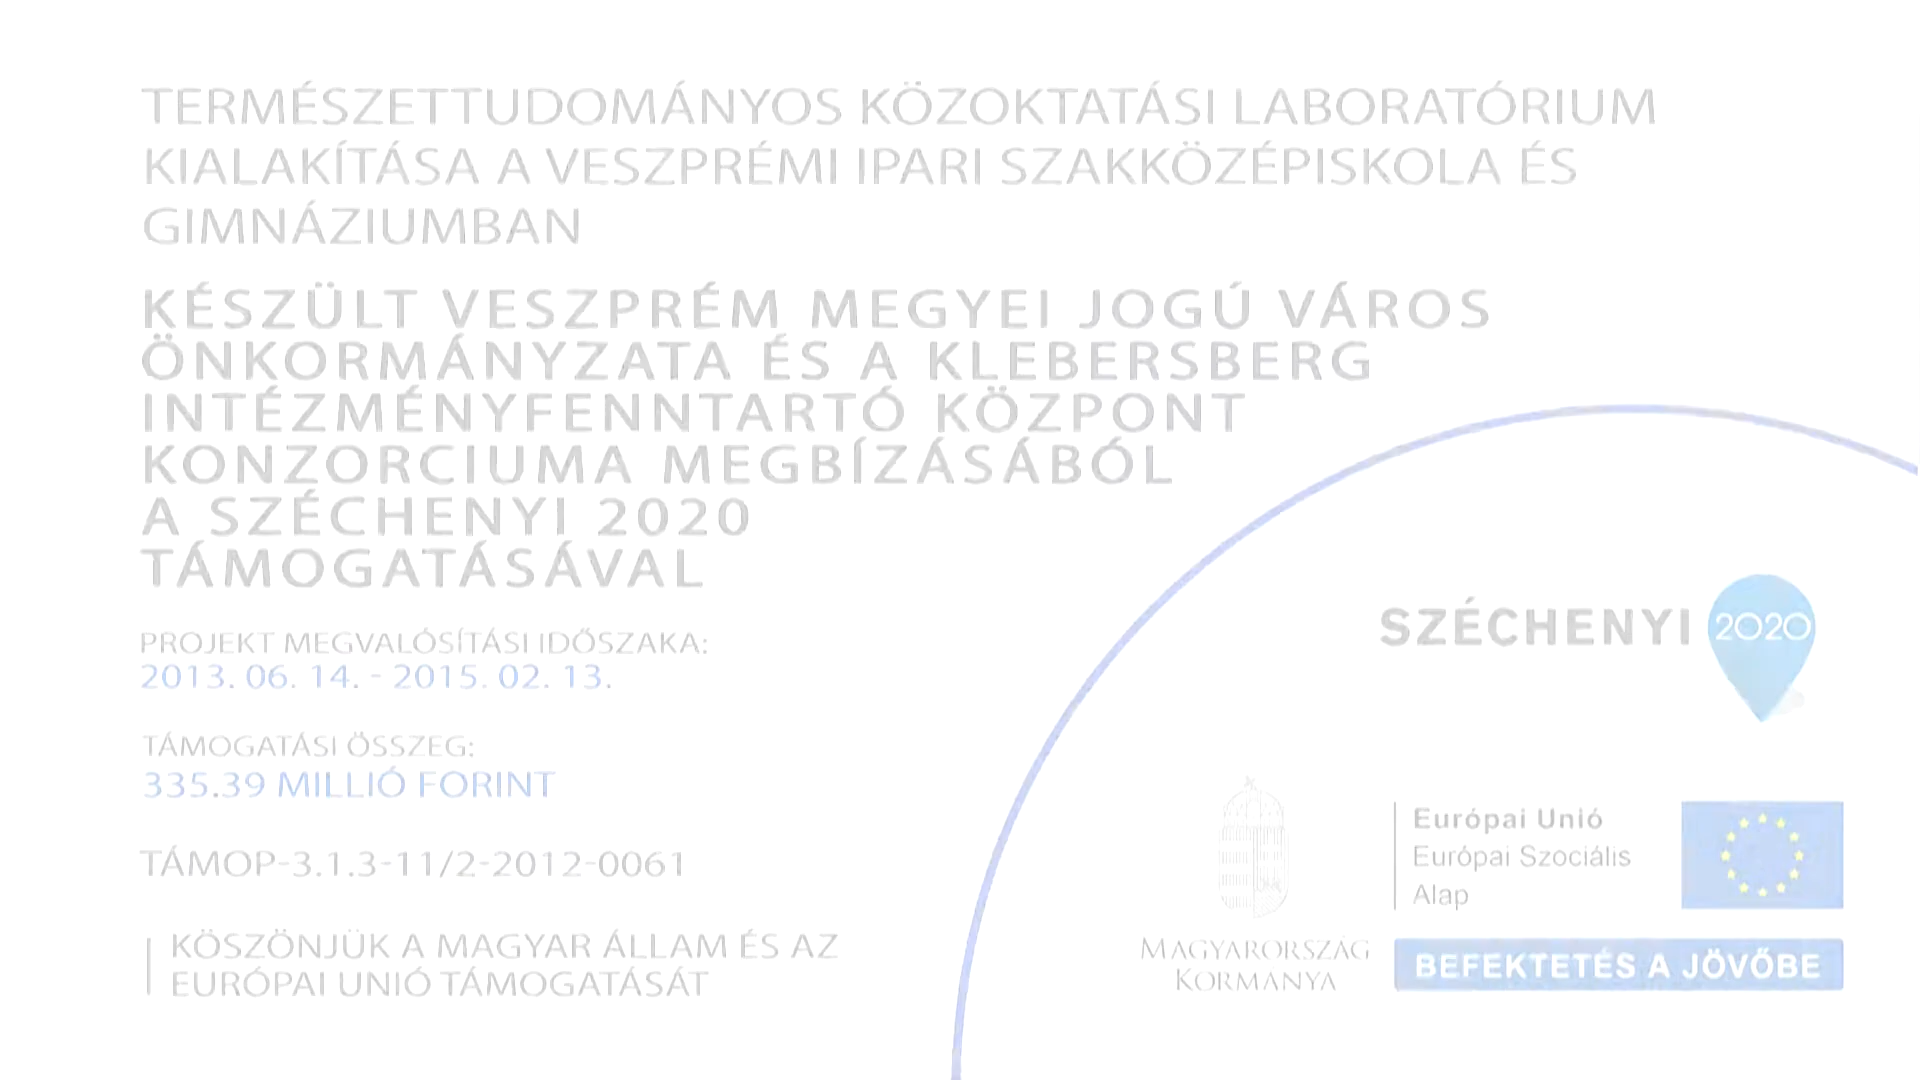 TERMÉSZETTUDOMÁNYOS KÖZOKTATÁSI LABORATÓRIUM
KIALAKÍTÁSA A VESZPRÉMI IPARI SZAKKÖZÉPISKOLA ÉS
GIMNÁZIUMBAN
KÉSZÜLT VESZPRÉM MEGYEI JOGÚ VÁROS
ÖNKORMÁNYZATA ÉS A KLEBERSBERG
INTÉZMÉNYFENNTARTÓ KÖZPONT
KONZORCIUMA MEGBÍZÁSÁBÓL
A SZÉCHENYI 2020
TÁMOGATÁSÁVAL
PROJEKT MEGVALÓSÍTÁSI IDŐSZAKA:
2013. 06. 14. - 2015. 02. 13.
TÁMOGATÁSI ÖSSZEG:
335.39 MILLIÓ FORINT
TÁMOP-3.1.3-11/2-2012-0061
KÖSZÖNJÜK A MAGYAR ÁLLAM ÉS AZ
EURÓPAI UNIÓ TÁMOGATÁSÁT
SZÉCHENYI 2020
MAGYARORSZÁG
KORMÁNYA
Európai Unió
Európai Szociális
Alap
BEFEKTETÉS A JÖVŐBE